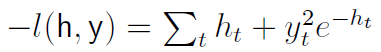 −l(h, y) = ∑_t h_t + y_t^2 e^{−h_t}